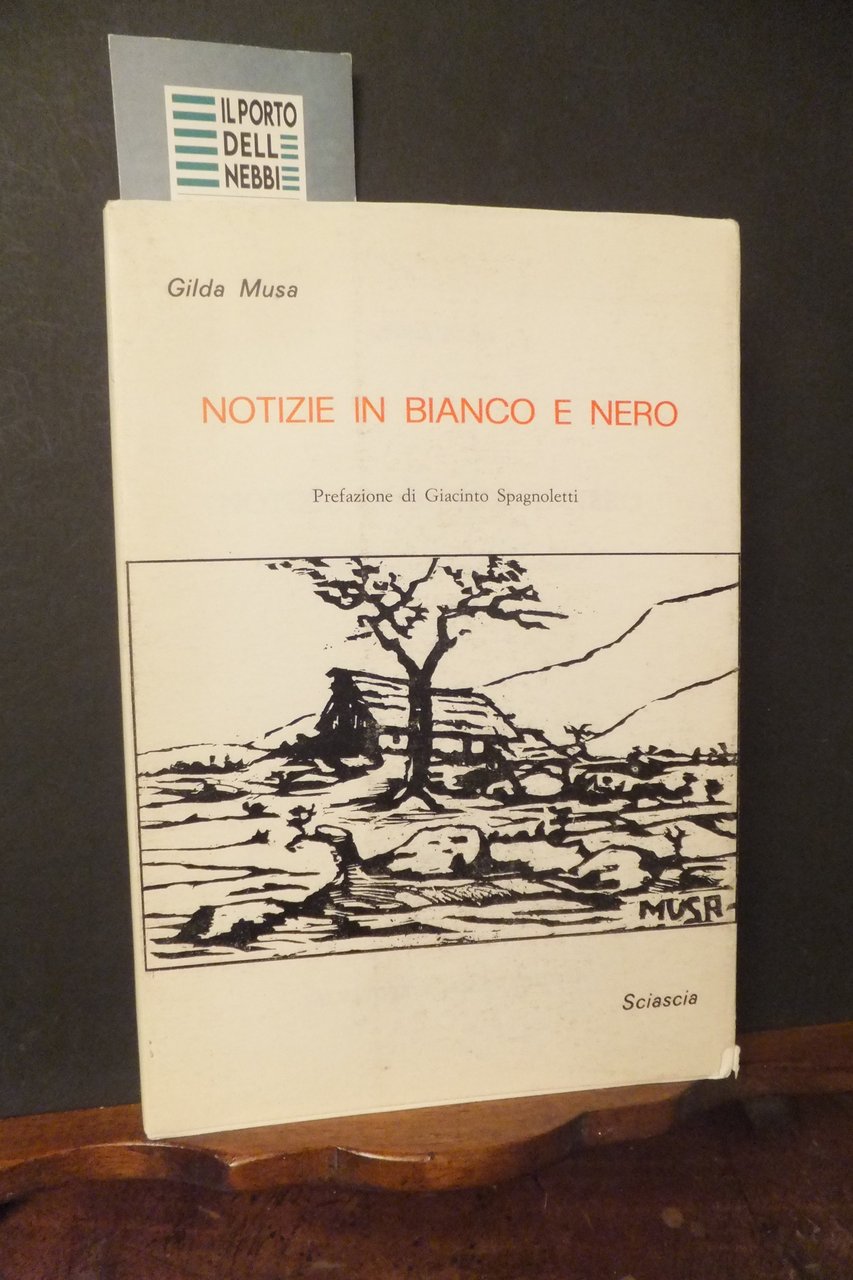 IL PORTO
DELL
NEBBI
Gilda Musa
NOTIZIE IN BIANCO E NERO
Prefazione di Giacinto Spagnoletti
MUSA
Sciascia